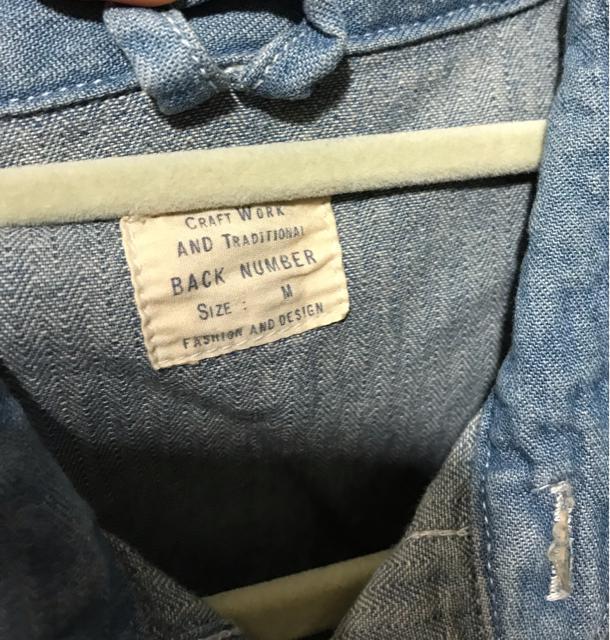 CRAFT WORK
AND TRADITIONAL
BACK NUMBER
SIZE : M
FASHION AND DESIGN